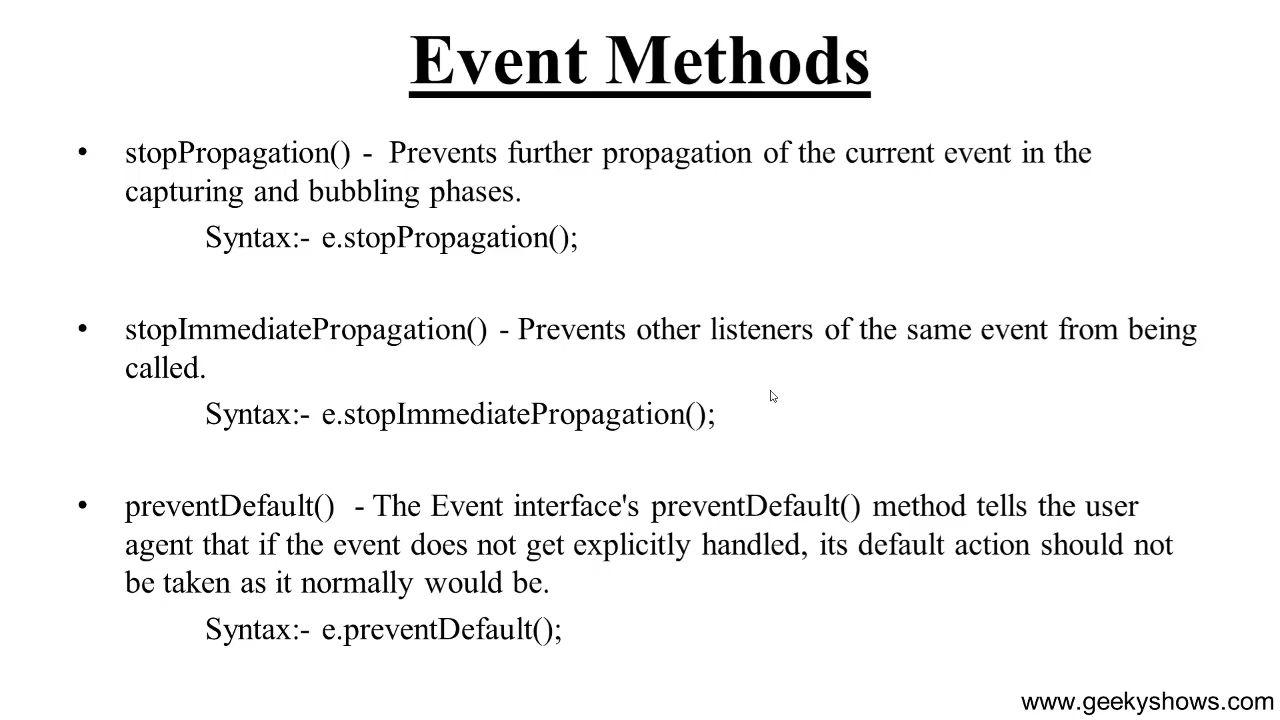 Event Methods
• stopPropagation() - Prevents further propagation of the current event in the
capturing and bubbling phases.
Syntax:- e.stopPropagation();
• stopImmediatePropagation() - Prevents other listeners of the same event from being
called.
Syntax:- e.stopImmediatePropagation();
• preventDefault() - The Event interface's preventDefault() method tells the user
agent that if the event does not get explicitly handled, its default action should not
be taken as it normally would be.
Syntax:- e.preventDefault();
www.geekyshows.com